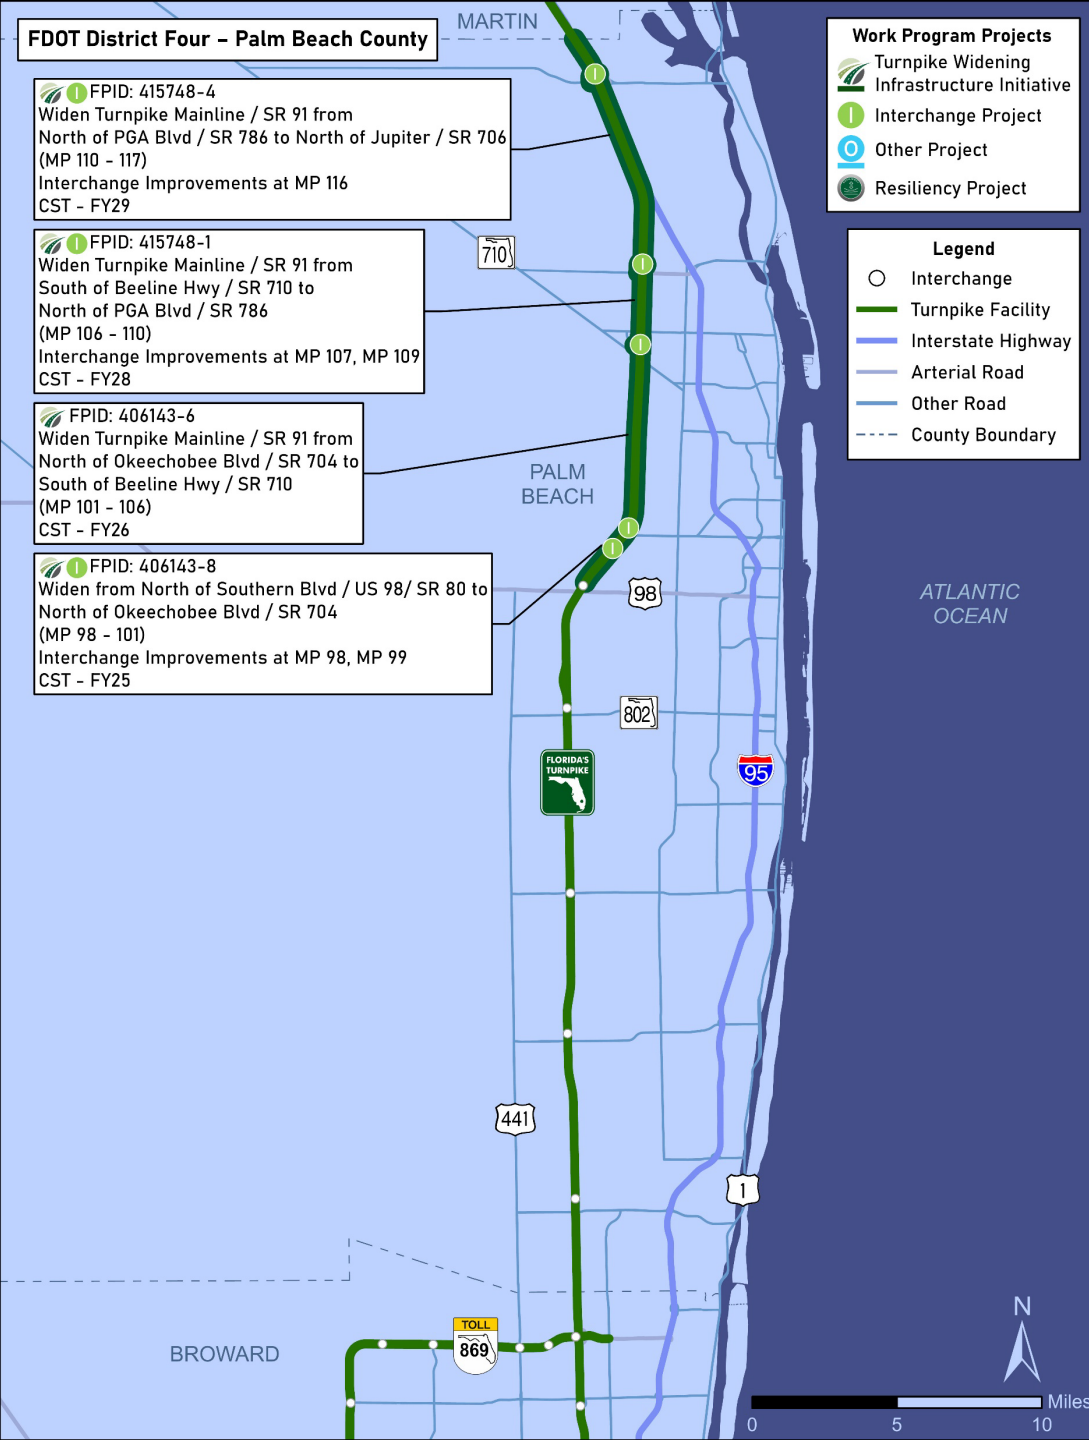 MARTIN
FDOT District Four – Palm Beach County
I FPID: 415748-4
Widen Turnpike Mainline / SR 91 from
North of PGA Blvd / SR 786 to North of Jupiter / SR 706
(MP 110 - 117)
Interchange Improvements at MP 116
CST - FY29
I FPID: 415748-1
Widen Turnpike Mainline / SR 91 from
South of Beeline Hwy / SR 710 to
North of PGA Blvd / SR 786
(MP 106 - 110)
Interchange Improvements at MP 107, MP 109
CST - FY28
FPID: 406143-6
Widen Turnpike Mainline / SR 91 from
North of Okeechobee Blvd / SR 704 to
South of Beeline Hwy / SR 710
(MP 101 - 106)
CST - FY26
I FPID: 406143-8
Widen from North of Southern Blvd / US 98/ SR 80 to
North of Okeechobee Blvd / SR 704
(MP 98 - 101)
Interchange Improvements at MP 98, MP 99
CST - FY25
Work Program Projects
Turnpike Widening
Infrastructure Initiative
I Interchange Project
O Other Project
Resiliency Project
Legend
Interchange
Turnpike Facility
Interstate Highway
Arterial Road
Other Road
County Boundary
I
710
I
I
PALM
BEACH
I
I
98
ATLANTIC
OCEAN
802
FLORIDA'S
TURNPIKE
95
441
1
TOLL
869
BROWARD
N
Miles
0 5 10